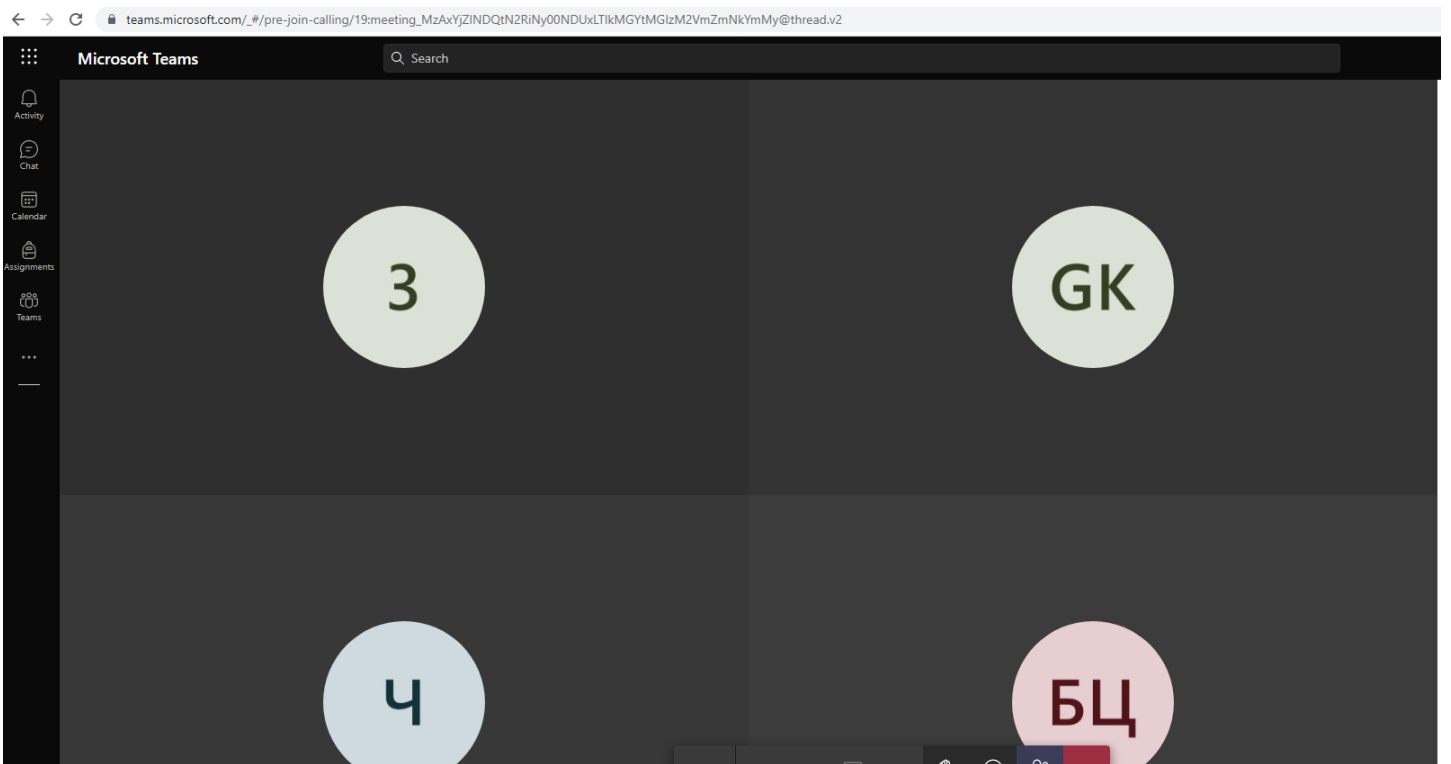 teams.microsoft.com/_#/pre-join-calling/19:meeting_MzAxYjZlNDQtN2RiNy00NDUxLTlkMGYtMGIzM2VmZmNkYmMy@thread.v2
Microsoft Teams
Search
Activity
Chat
Calendar
Assignments
Teams
З
GK
Ч
БЦ